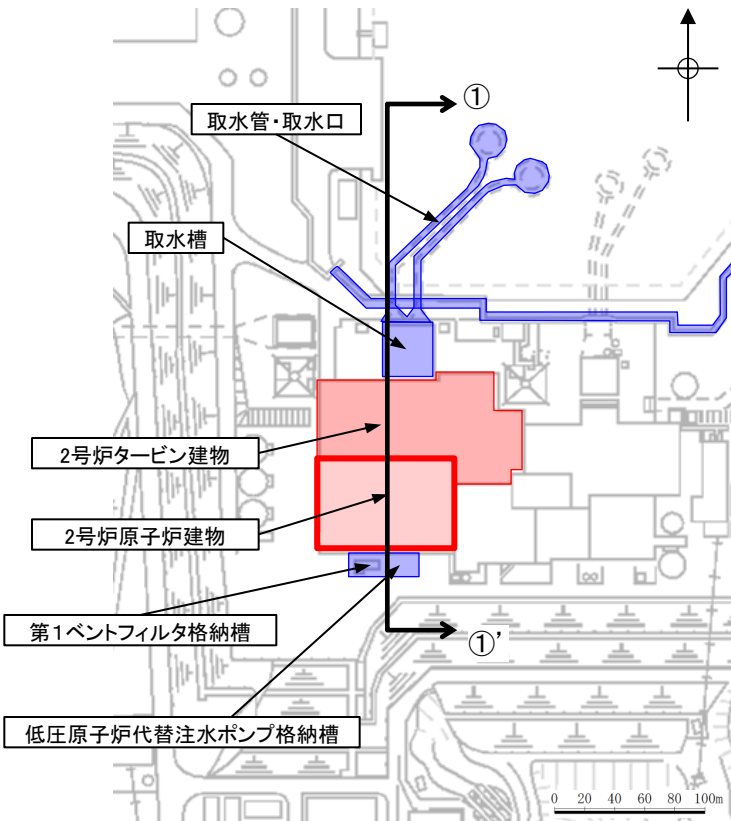 ①
取水管・取水口
取水槽
2号炉タービン建物
2号炉原子炉建物
第1ベントフィルタ格納槽
①'
低圧原子炉代替注水ポンプ格納槽
0 20 40 60 80 100m